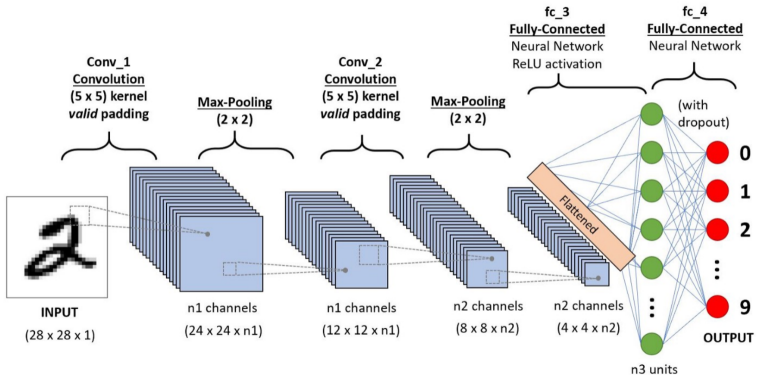 fc_3
Fully-Connected
Neural Network
ReLU activation
fc_4
Fully-Connected
Neural Network
Conv_1
Convolution
(5 x 5) kernel
valid padding
Max-Pooling
(2 x 2)
Conv_2
Convolution
(5 x 5) kernel
valid padding
Max-Pooling
(2 x 2)
(with
dropout)
2
Flattened
0
1
2
9
INPUT
(28 x 28 x 1)
n1 channels
(24 x 24 x n1)
n1 channels
(12 x 12 x n1)
n2 channels
(8 x 8 x n2)
n2 channels
(4 x 4 x n2)
OUTPUT
n3 units